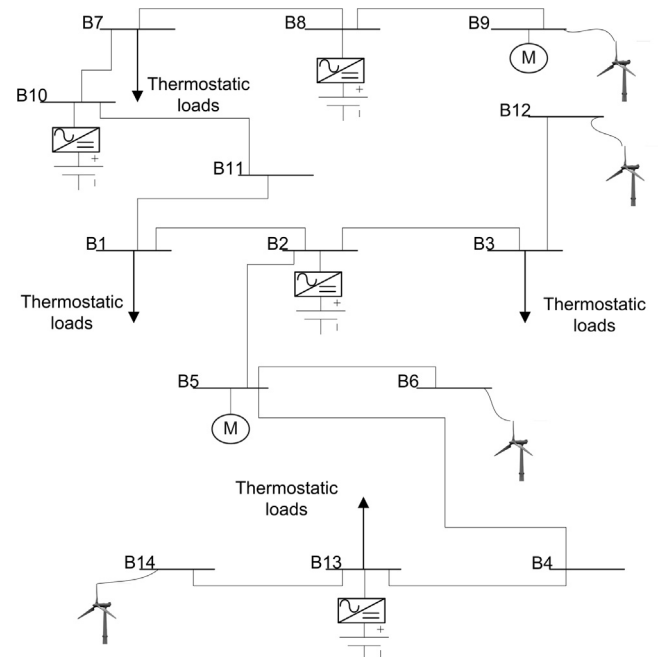 B7
B8
B9
M
Thermostatic
loads
+
B10
B12
+
B11
B1
B2
B3
+
Thermostatic
loads
Thermostatic
loads
B5
B6
M
Thermostatic
loads
B14
B13
B4
+